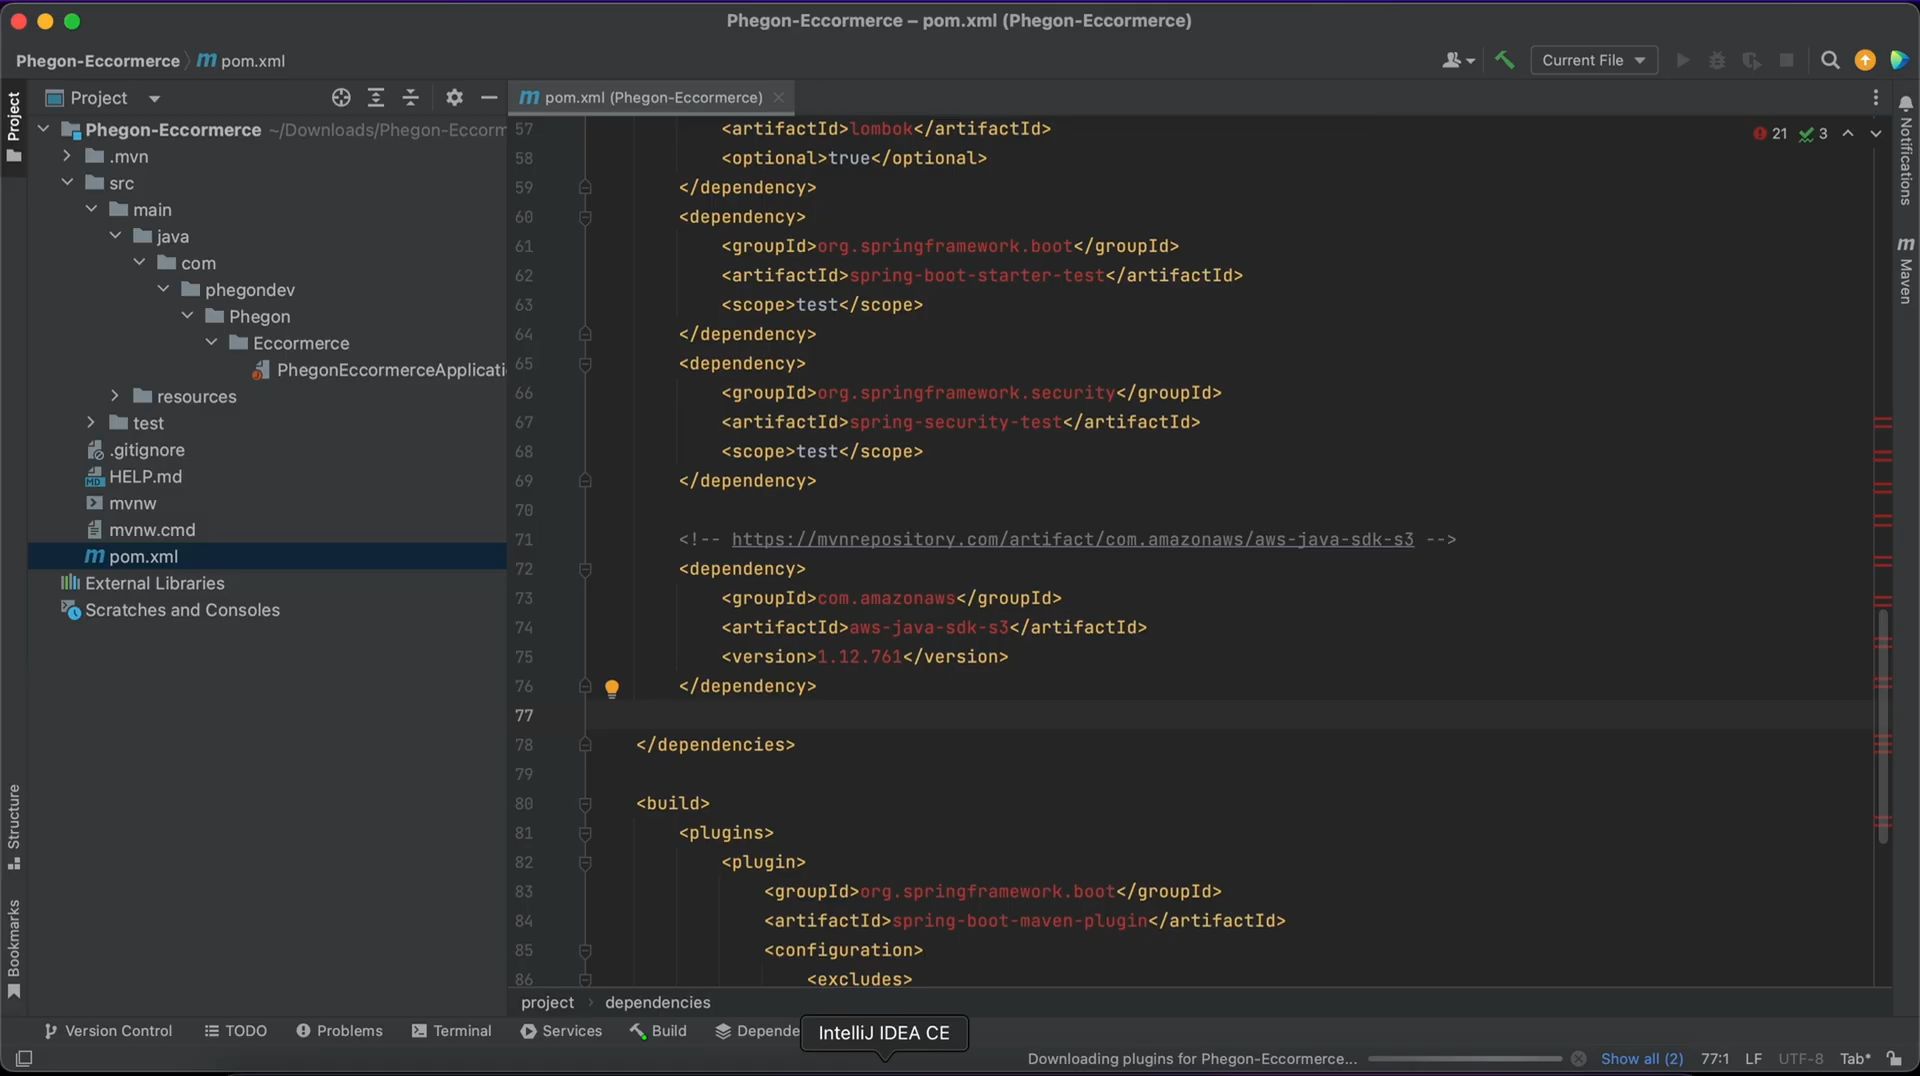 Phegon-Eccormerce – pom.xml (Phegon-Eccormerce)
Phegon-Eccormerce
m pom.xml
Current File
Project
Project
Phegon-Eccormerce ~/Downloads/Phegon-Eccorm
.mvn
src
main
java
com
phegondev
Phegon
Eccormerce
PhegonEccormerceApplicati
resources
test
.gitignore
HELP.md
mvnw
mvnw.cmd
m pom.xml
External Libraries
Scratches and Consoles
Structure
Bookmarks
m pom.xml (Phegon-Eccormerce)
21 3
57 <artifactId>lombok</artifactId>
58 <optional>true</optional>
59 </dependency>
60 <dependency>
61 <groupId>org.springframework.boot</groupId>
62 <artifactId>spring-boot-starter-test</artifactId>
63 <scope>test</scope>
64 </dependency>
65 <dependency>
66 <groupId>org.springframework.security</groupId>
67 <artifactId>spring-security-test</artifactId>
68 <scope>test</scope>
69 </dependency>
70
71 <!-- https://mvnrepository.com/artifact/com.amazonaws/aws-java-sdk-s3 -->
72 <dependency>
73 <groupId>com.amazonaws</groupId>
74 <artifactId>aws-java-sdk-s3</artifactId>
75 <version>1.12.761</version>
76 </dependency>
77
78 </dependencies>
79
80 <build>
81 <plugins>
82 <plugin>
83 <groupId>org.springframework.boot</groupId>
84 <artifactId>spring-boot-maven-plugin</artifactId>
85 <configuration>
86 <excludes>
project › dependencies
Notifications
m Maven
Version Control TODO Problems Terminal Services Build Depende
IntelliJ IDEA CE
Downloading plugins for Phegon-Eccormerce... Show all (2) 77:1 LF UTF-8 Tab*